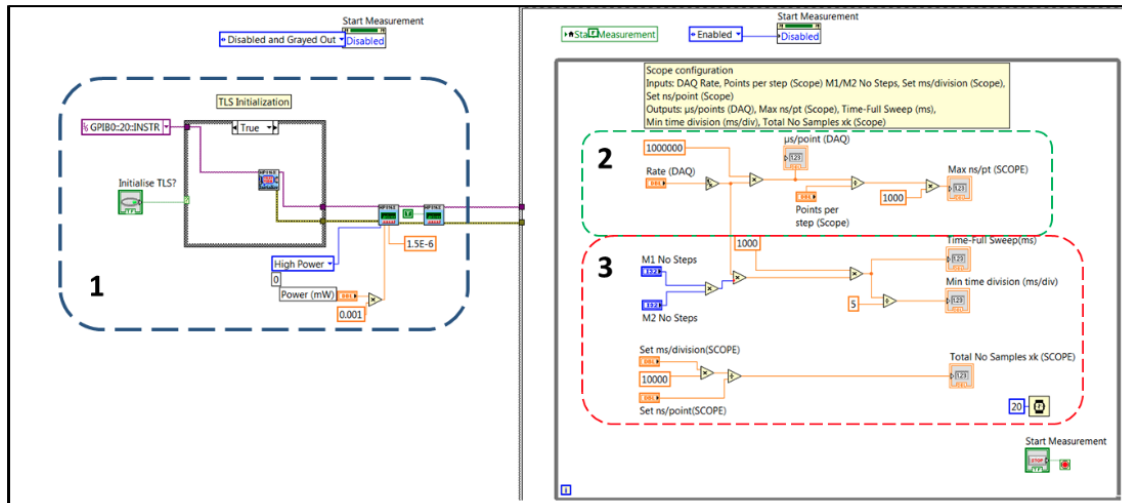 Start Measurement
Disabled and Grayed Out
Disabled
TLS Initialization
GPIB0::20::INSTR
True
Initialise TLS?
1.5E-6
High Power
0
Power (mW)
0.001
1
Start Measurement
Enabled
Start Measurement
Disabled
Scope configuration
Inputs: DAQ Rate, Points per step (Scope) M1/M2 No Steps, Set ms/division (Scope),
Set ns/point (Scope)
Outputs: µs/points (DAQ), Max ns/pt (Scope), Time-Full Sweep (ms),
Min time division (ms/div), Total No Samples xk (Scope)
2
1000000
µs/point (DAQ)
Rate (DAQ)
Max ns/pt (SCOPE)
1000
Points per
step (Scope)
3
1000
Time-Full Sweep(ms)
M1 No Steps
Min time division (ms/div)
5
M2 No Steps
Set ms/division(SCOPE)
Total No Samples xk (SCOPE)
10000
Set ns/point(SCOPE)
20
Start Measurement
STOP
i